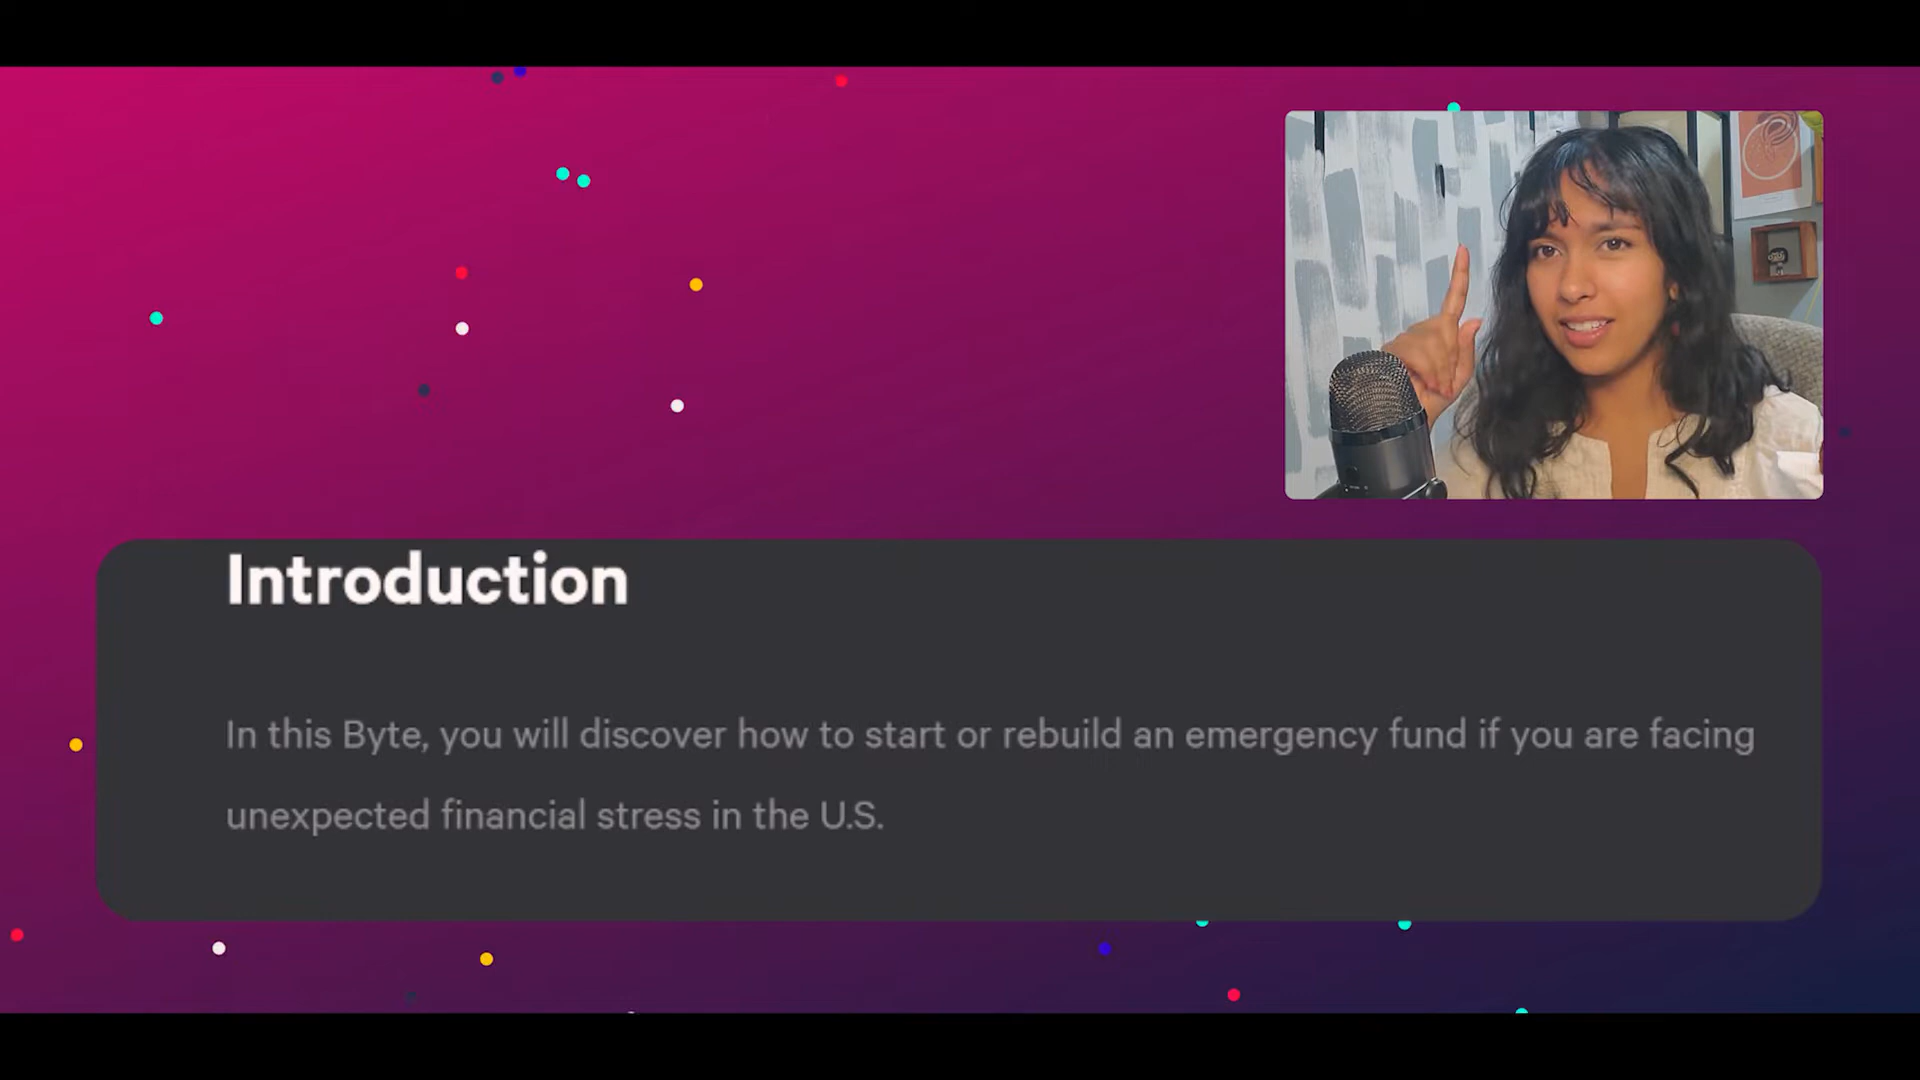 Introduction
In this Byte, you will discover how to start or rebuild an emergency fund if you are facing
unexpected financial stress in the U.S.